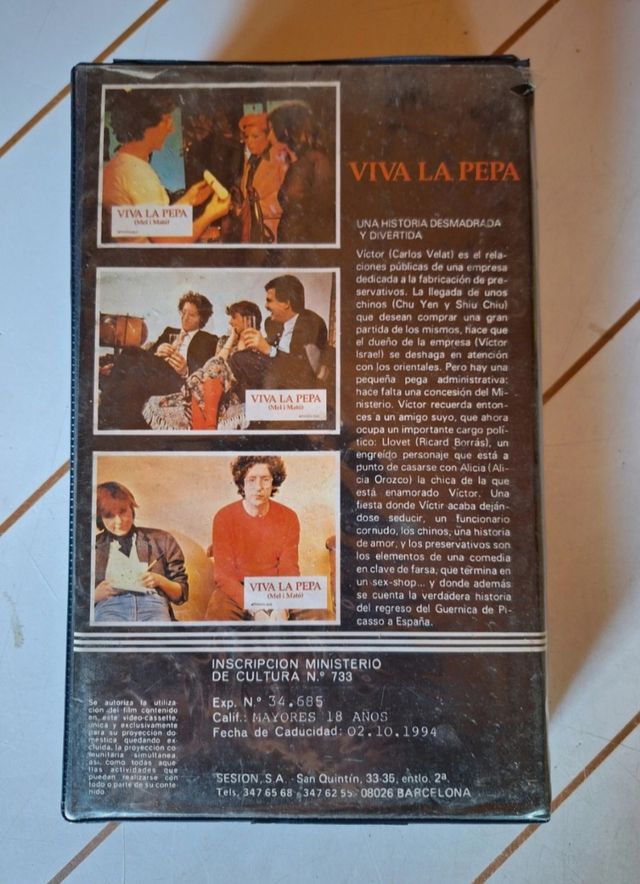 VIVA LA PEPA
(Mel i Mató)
VIVA LA PEPA
(Mel i Mató)
VIVA LA PEPA
(Mel i Mató)
VIVA LA PEPA
UNA HISTORIA DESMADRADA
Y DIVERTIDA
Víctor (Carlos Velat) es el rela-
ciones públicas de una empresa
dedicada a la fabricación de pre-
servativos. La llegada de unos
chinos (Chu Yen y Shiu Chiu)
que desean comprar una gran
partida de los mismos, hace que
el dueño de la empresa (Víctor
Israel) se deshaga en atención
con los orientales. Pero hay una
pequeña pega administrativa:
hace falta una concesión del Mi-
nisterio. Víctor recuerda enton-
ces a un amigo suyo, que ahora
ocupa un importante cargo polí-
tico: Llovet (Ricard Borrás), un
engreído personaje que está a
punto de casarse con Alicia (Ali-
cia Orozco) la chica de la que
está enamorado Víctor. Una
fiesta donde Víctir acaba deján-
dose seducir, un funcionario
cornudo, los chinos, una historia
de amor, y los preservativos son
los elementos de una comedia
en clave de farsa, que termina en
un sex-shop... y donde además
se cuenta la verdadera historia
del regreso del Guernica de Pi-
casso a España.
INSCRIPCION MINISTERIO
DE CULTURA N.º 733
Exp. N.º 34.685
Calif.: MAYORES 18 AÑOS
Fecha de Caducidad: 02.10.1994
Se autoriza la utiliza-
ción del film contenido
en este video-cassette,
única y exclusivamente
para su proyección do-
méstica quedando ex-
cluida, la proyección co-
munitaria simultanea,
así, como todas aque-
llas actividades que
puedan realizarse con
todo o parte de su conte-
nido.
SESION, S.A. - San Quintín, 33-35, entlo. 2ª.
Tels. 347 65 68 - 347 62 55 - 08026 BARCELONA